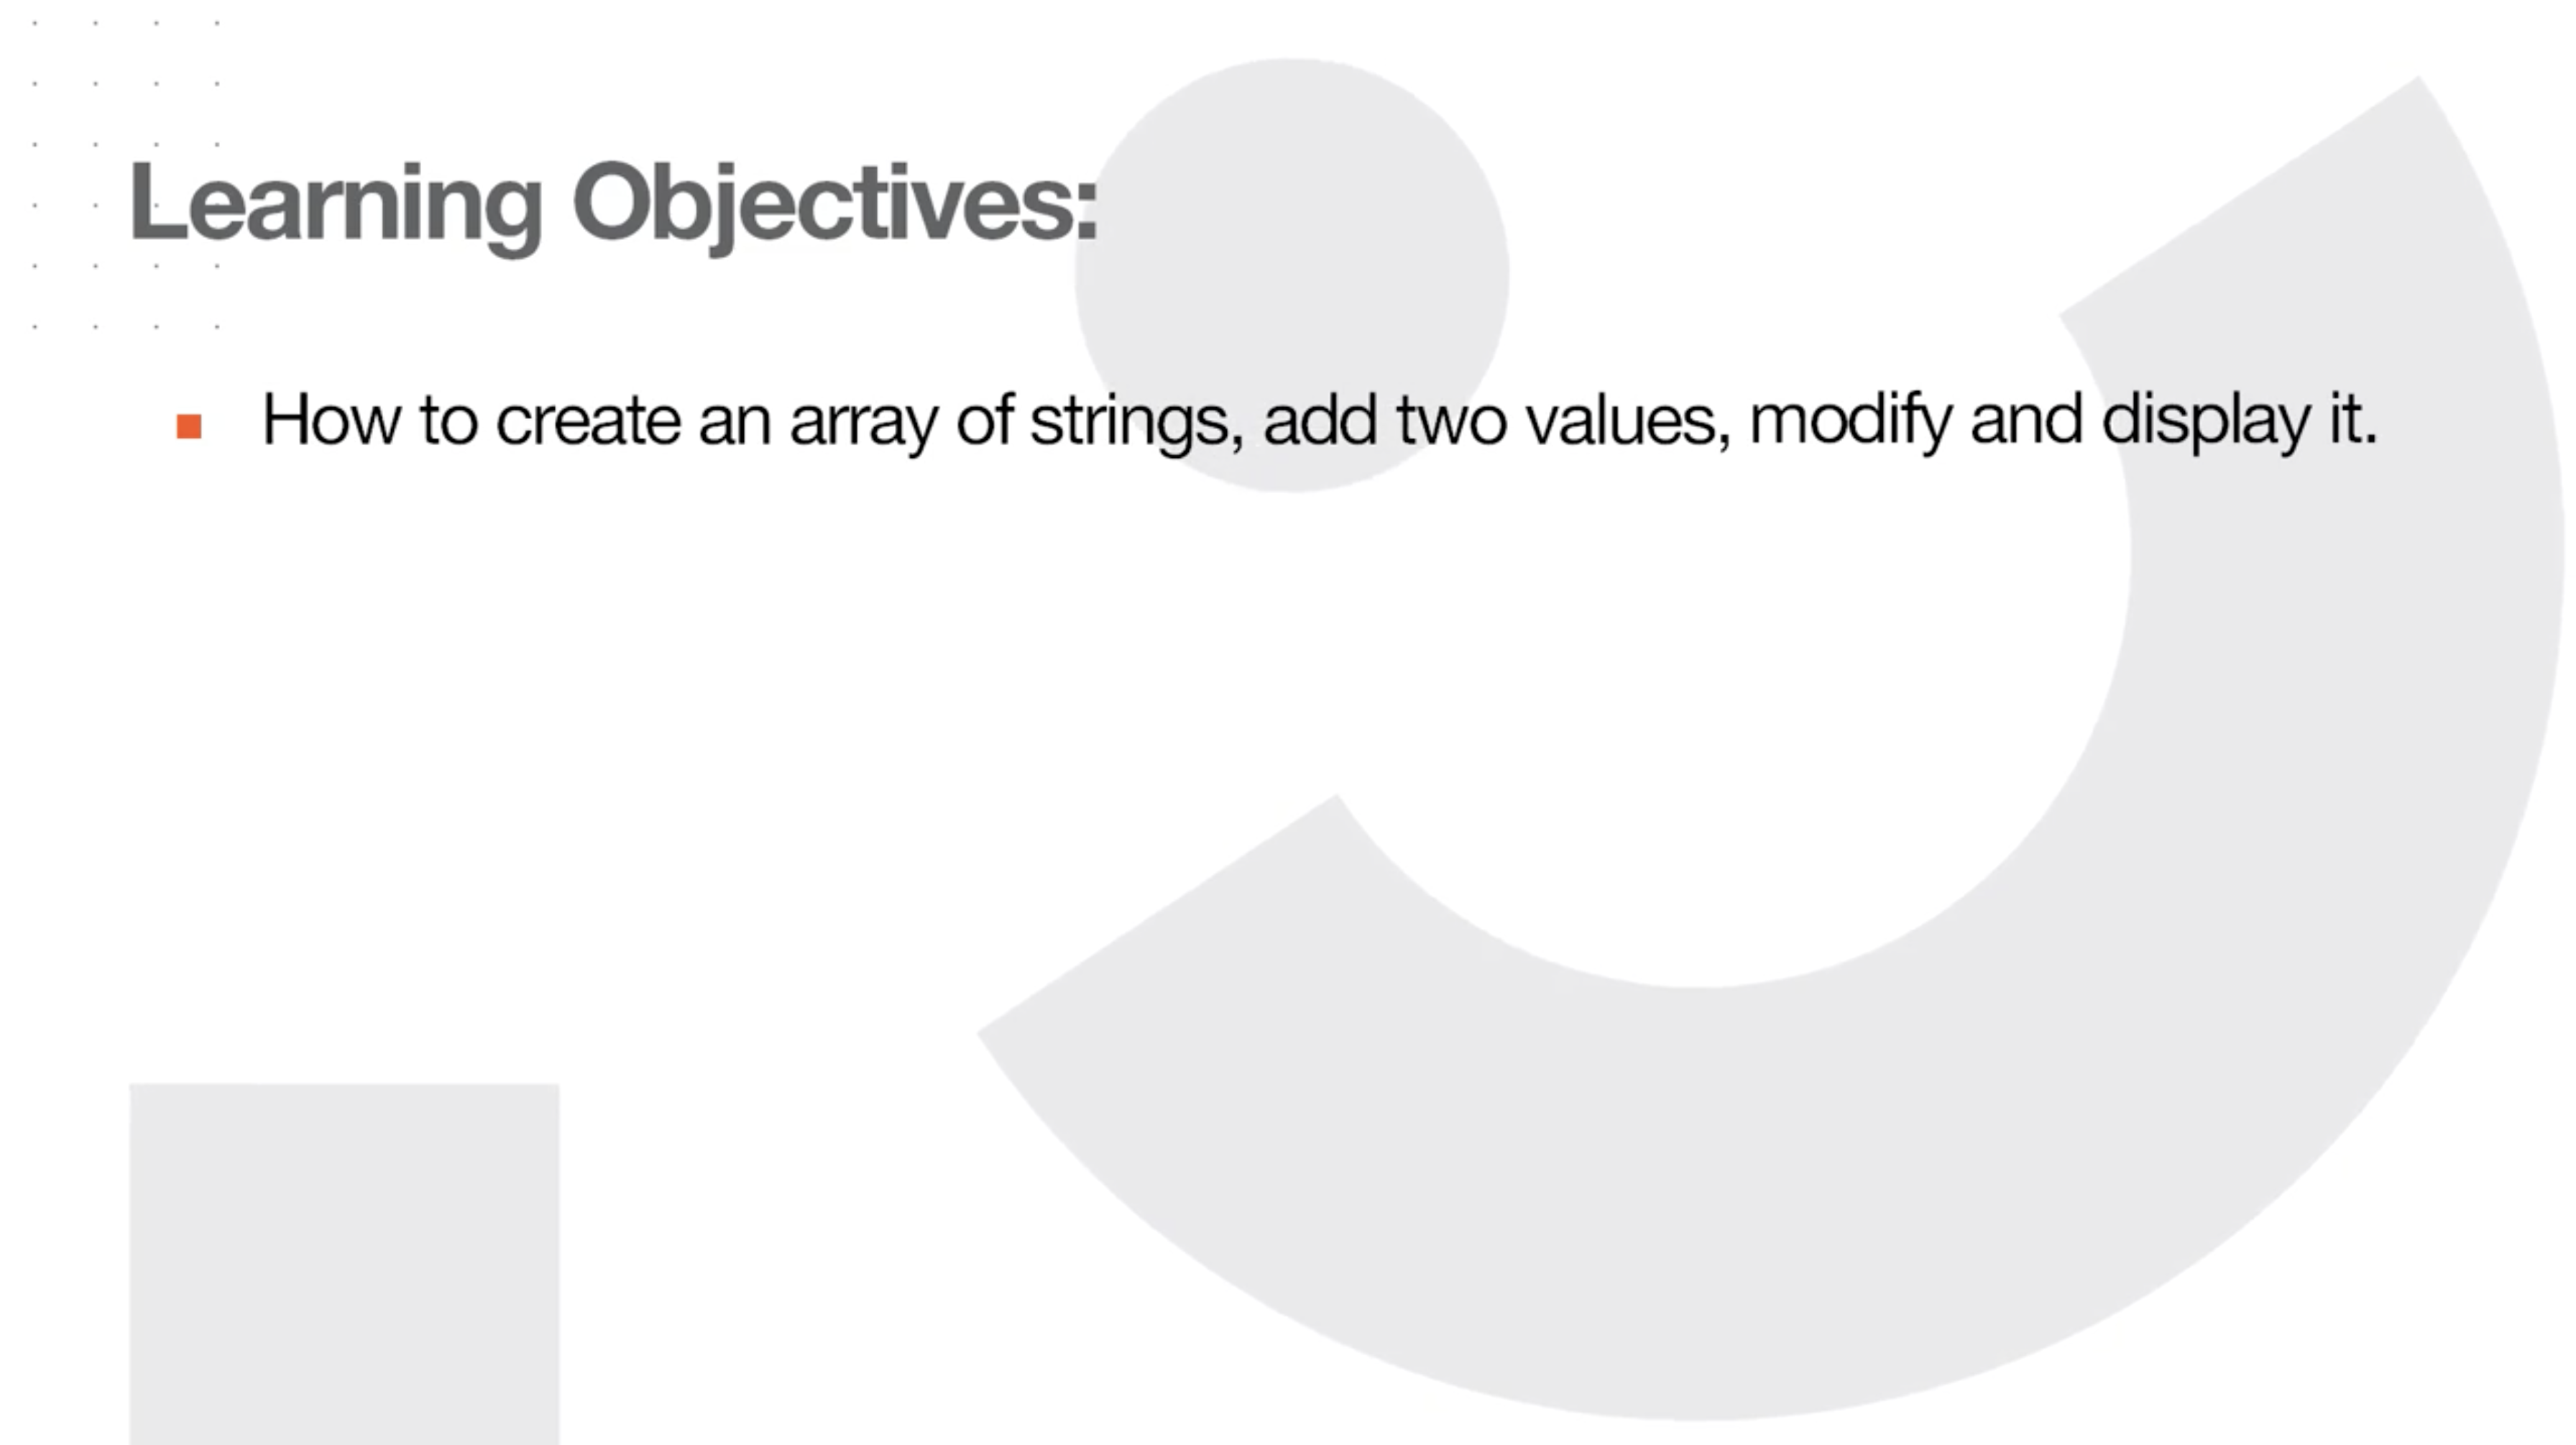 Learning Objectives:
How to create an array of strings, add two values, modify and display it.